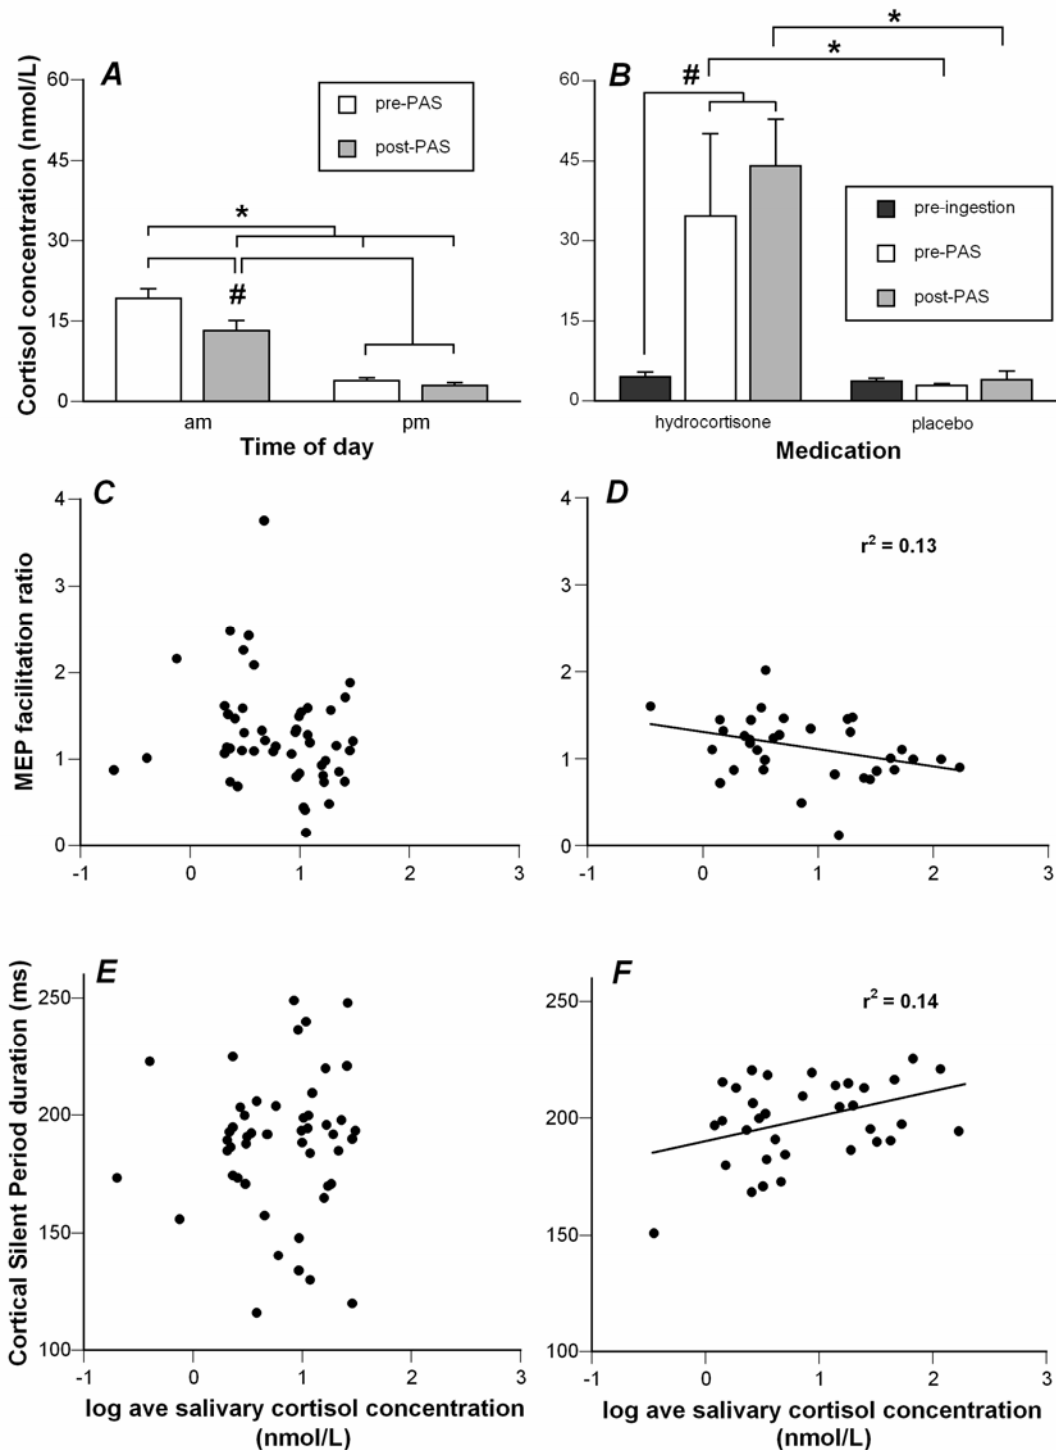 *
*
A
B
#
60
45
30
15
0
Cortisol concentration (nmol/L)
pre-PAS
post-PAS
*
#
am
pm
Time of day
60
45
30
15
0
pre-ingestion
pre-PAS
post-PAS
hydrocortisone
placebo
Medication
C
4
3
2
1
0
MEP facilitation ratio
-1
0
1
2
3
D
r² = 0.13
4
3
2
1
0
-1
0
1
2
3
E
250
200
150
100
Cortical Silent Period duration (ms)
-1
0
1
2
3
log ave salivary cortisol concentration
(nmol/L)
F
r² = 0.14
250
200
150
100
-1
0
1
2
3
log ave salivary cortisol concentration
(nmol/L)